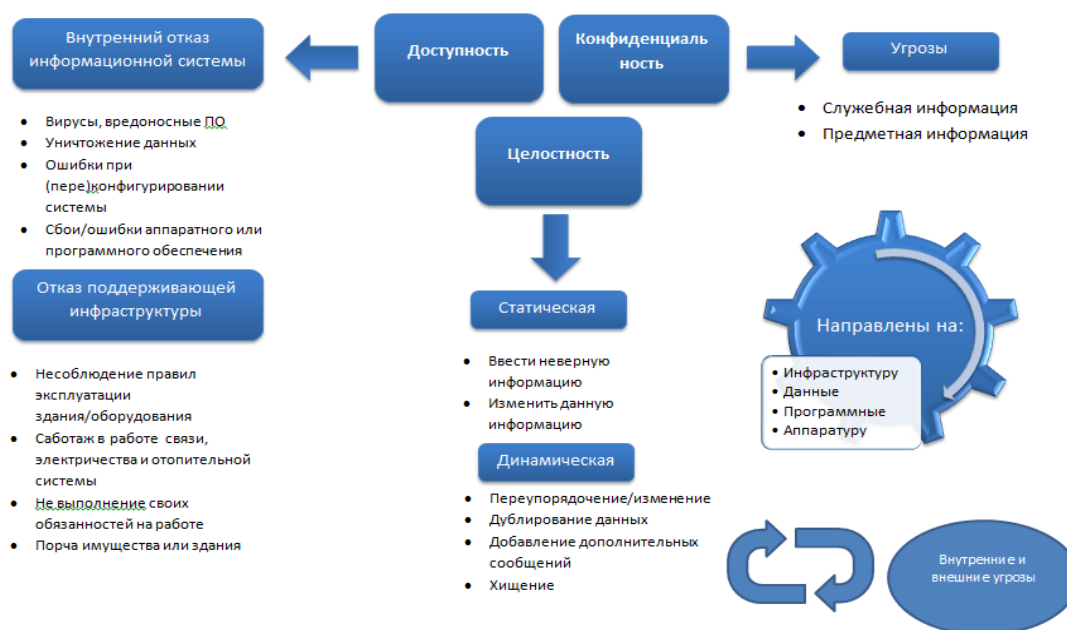 Внутренний отказ
информационной системы
Доступность
Конфиденциаль
ность
Угрозы
• Вирусы, вредоносные ПО
• Уничтожение данных
• Ошибки при
(пере)конфигурировании
системы
• Сбои/ошибки аппаратного или
программного обеспечения
• Служебная информация
• Предметная информация
Целостность
Отказ поддерживающей
инфраструктуры
• Несоблюдение правил
эксплуатации
здания/оборудования
• Саботаж в работе связи,
электричества и отопительной
системы
• Не выполнение своих
обязанностей на работе
• Порча имущества или здания
Статическая
• Ввести неверную
информацию
• Изменить данную
информацию
Динамическая
• Переупорядочение/изменение
• Дублирование данных
• Добавление дополнительных
сообщений
• Хищение
Направлены на:
• Инфраструктуру
• Данные
• Программные
• Аппаратуру
Внутренние и
внешние угрозы